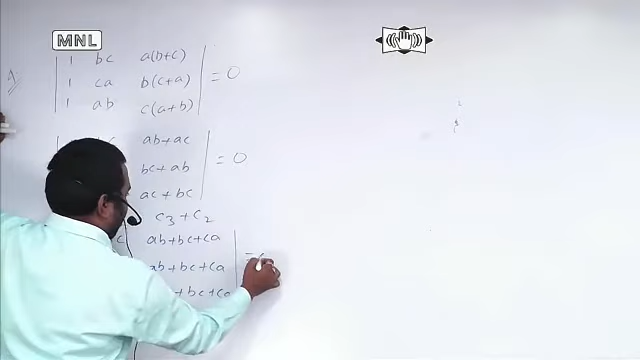 MNL
A:
1 bc a(b+c)
1 ca b(c+a) = 0
1 ab c(a+b)
ab+ac
bc+ab = 0
ac+bc
c3 + c2
c ab+bc+ca
ab+bc+ca =
+bc+ca